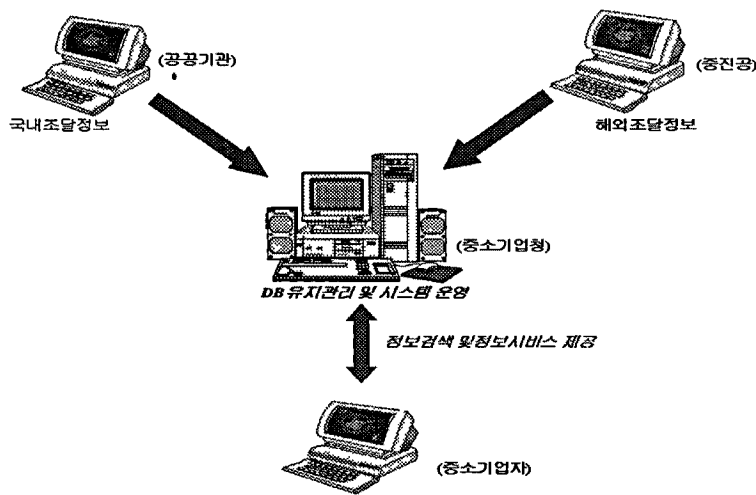 (공공기관)
(중진공)
국내조달정보
해외조달정보
(중소기업청)
DB 유지관리 및 시스템 운영
정보검색 및정보서비스 제공
(중소기업자)